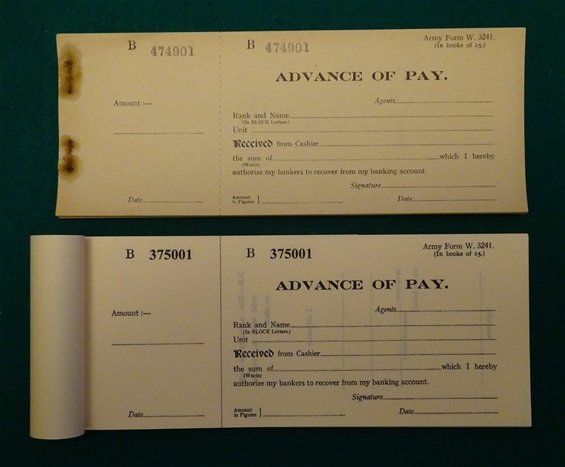 B 474901 B 474901 Army Form W. 3241.
(In books of 25.)
ADVANCE OF PAY.
Amount :— Agents
Rank and Name
(In BLOCK Letters.)
Unit
Received from Cashier
the sum of which I hereby
(Words)
authorize my bankers to recover from my banking account.
Signature
Date Amount in Figures } Date
B 375001 B 375001 Army Form W. 3241.
(In books of 25.)
ADVANCE OF PAY.
Amount :— Agents
Rank and Name
(In BLOCK Letters.)
Unit
Received from Cashier
the sum of which I hereby
(Words)
authorize my bankers to recover from my banking account.
Signature
Date Amount in Figures } Date